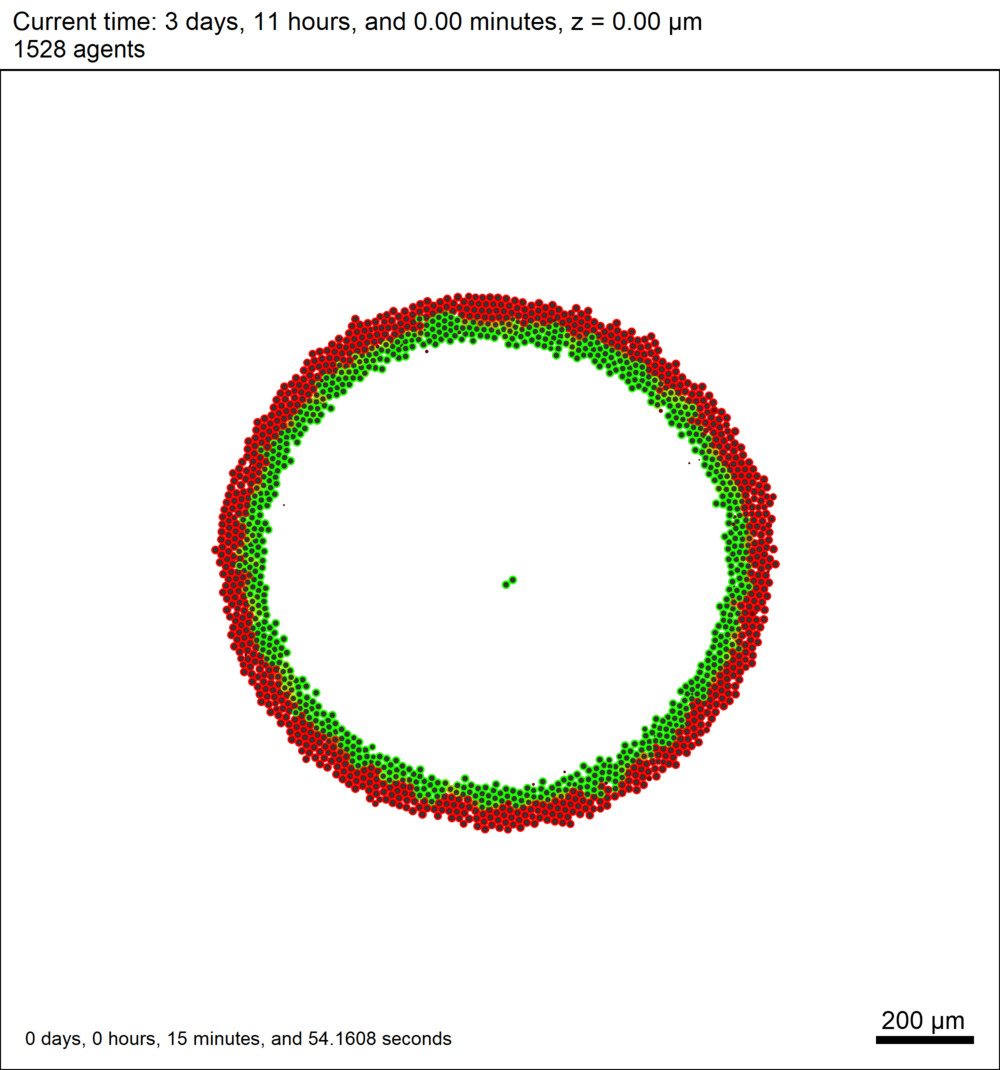 Current time: 3 days, 11 hours, and 0.00 minutes, z = 0.00 μm
1528 agents
200 μm
0 days, 0 hours, 15 minutes, and 54.1608 seconds